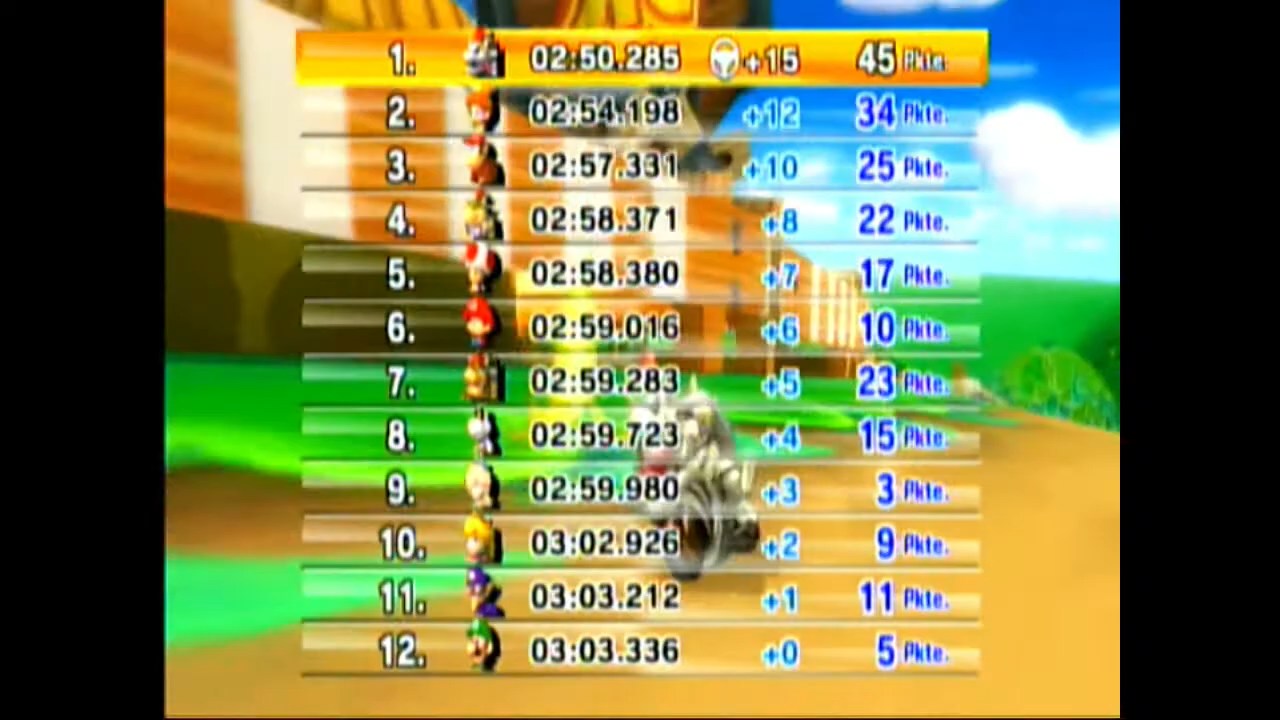 1. 02:50.285 +15 45 Pkte.
2. 02:54.198 +12 34 Pkte.
3. 02:57.331 +10 25 Pkte.
4. 02:58.371 +8 22 Pkte.
5. 02:58.380 +7 17 Pkte.
6. 02:59.016 +6 10 Pkte.
7. 02:59.283 +5 23 Pkte.
8. 02:59.723 +4 15 Pkte.
9. 02:59.980 +3 3 Pkte.
10. 03:02.926 +2 9 Pkte.
11. 03:03.212 +1 11 Pkte.
12. 03:03.336 +0 5 Pkte.